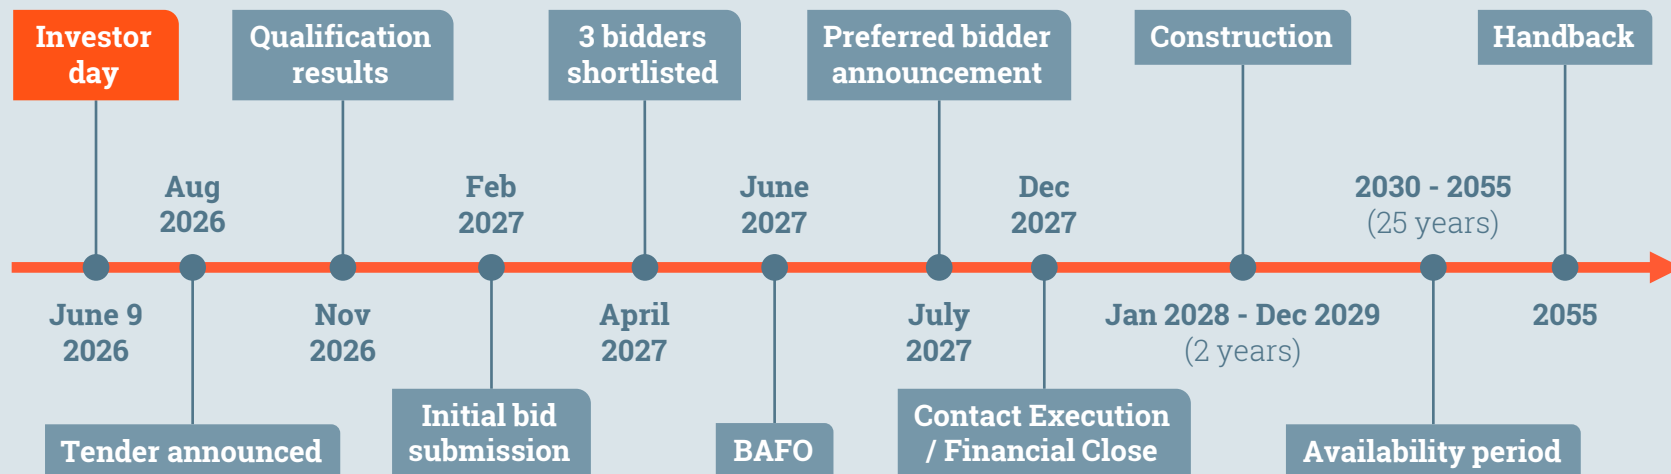 Investor
day
June 9
2026
Aug
2026
Tender announced
Qualification
results
Nov
2026
Feb
2027
Initial bid
submission
3 bidders
shortlisted
April
2027
June
2027
BAFO
Preferred bidder
announcement
July
2027
Dec
2027
Contact Execution
/ Financial Close
Construction
Jan 2028 - Dec 2029
(2 years)
2030 - 2055
(25 years)
Availability period
Handback
2055